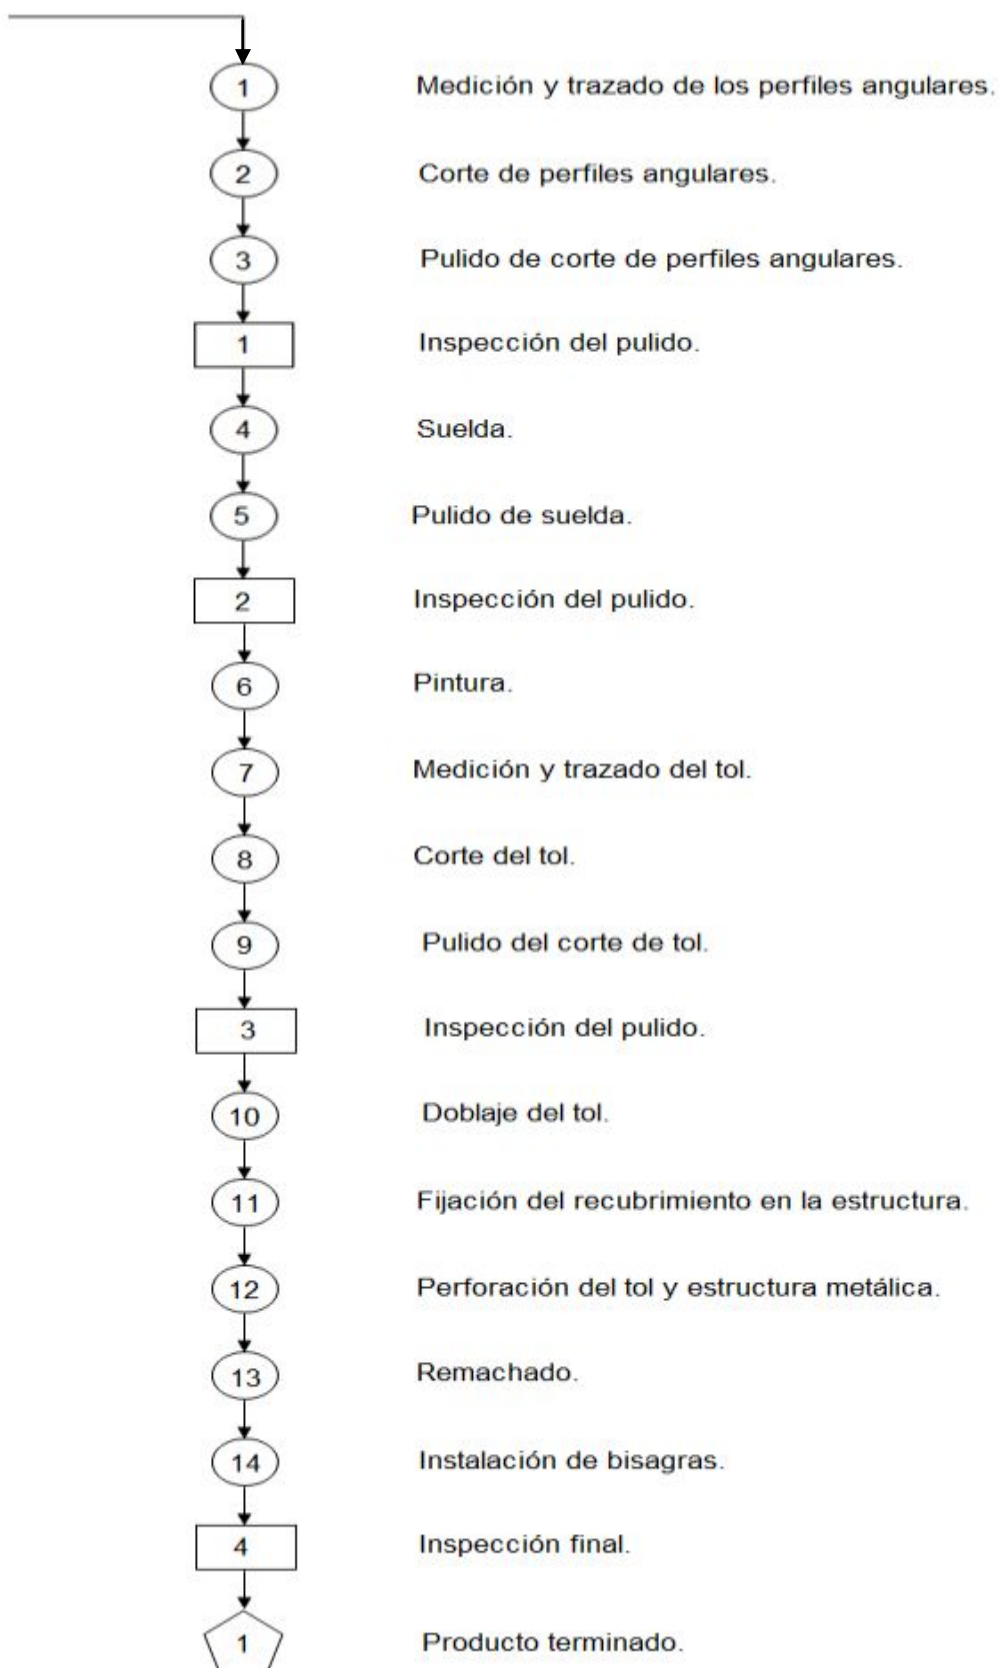 1 Medición y trazado de los perfiles angulares.
2 Corte de perfiles angulares.
3 Pulido de corte de perfiles angulares.
1 Inspección del pulido.
4 Suelda.
5 Pulido de suelda.
2 Inspección del pulido.
6 Pintura.
7 Medición y trazado del tol.
8 Corte del tol.
9 Pulido del corte de tol.
3 Inspección del pulido.
10 Doblaje del tol.
11 Fijación del recubrimiento en la estructura.
12 Perforación del tol y estructura metálica.
13 Remachado.
14 Instalación de bisagras.
4 Inspección final.
1 Producto terminado.